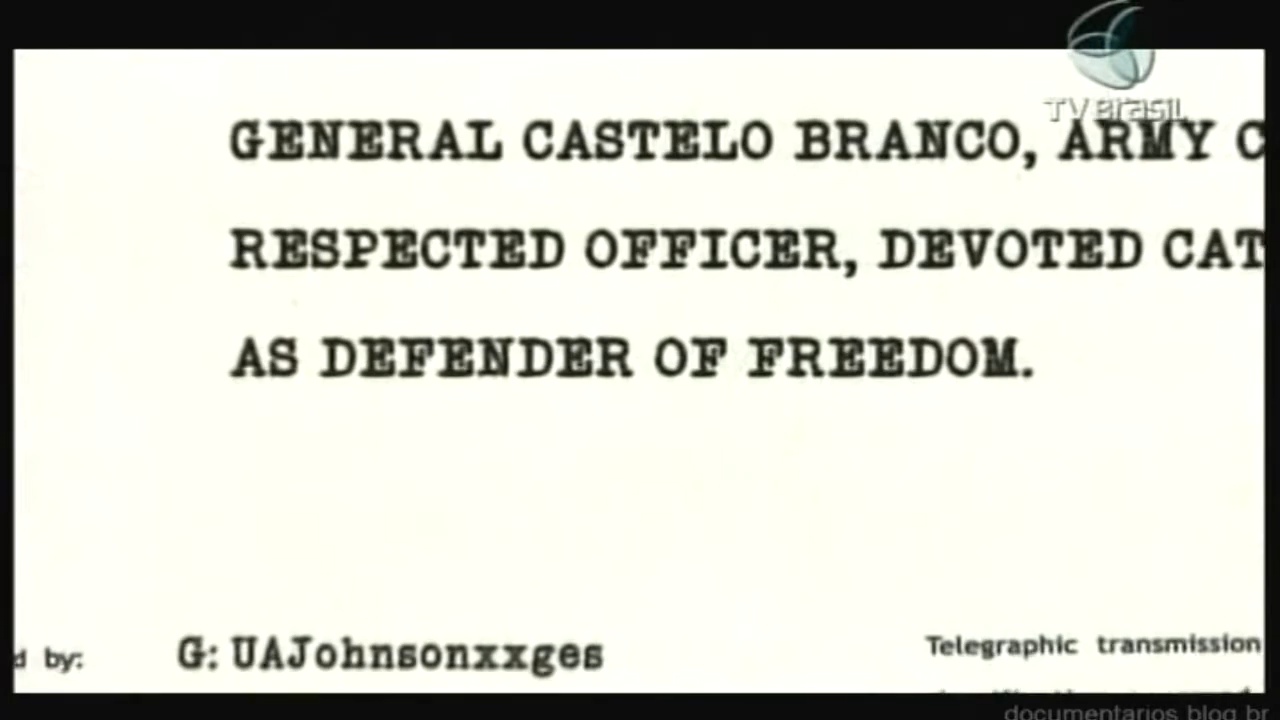 TV Brasil
GENERAL CASTELO BRANCO, ARMY C
RESPECTED OFFICER, DEVOTED CAT
AS DEFENDER OF FREEDOM.
d by: G: UAJohnsonxxges
Telegraphic transmission
documentarios.blog.br